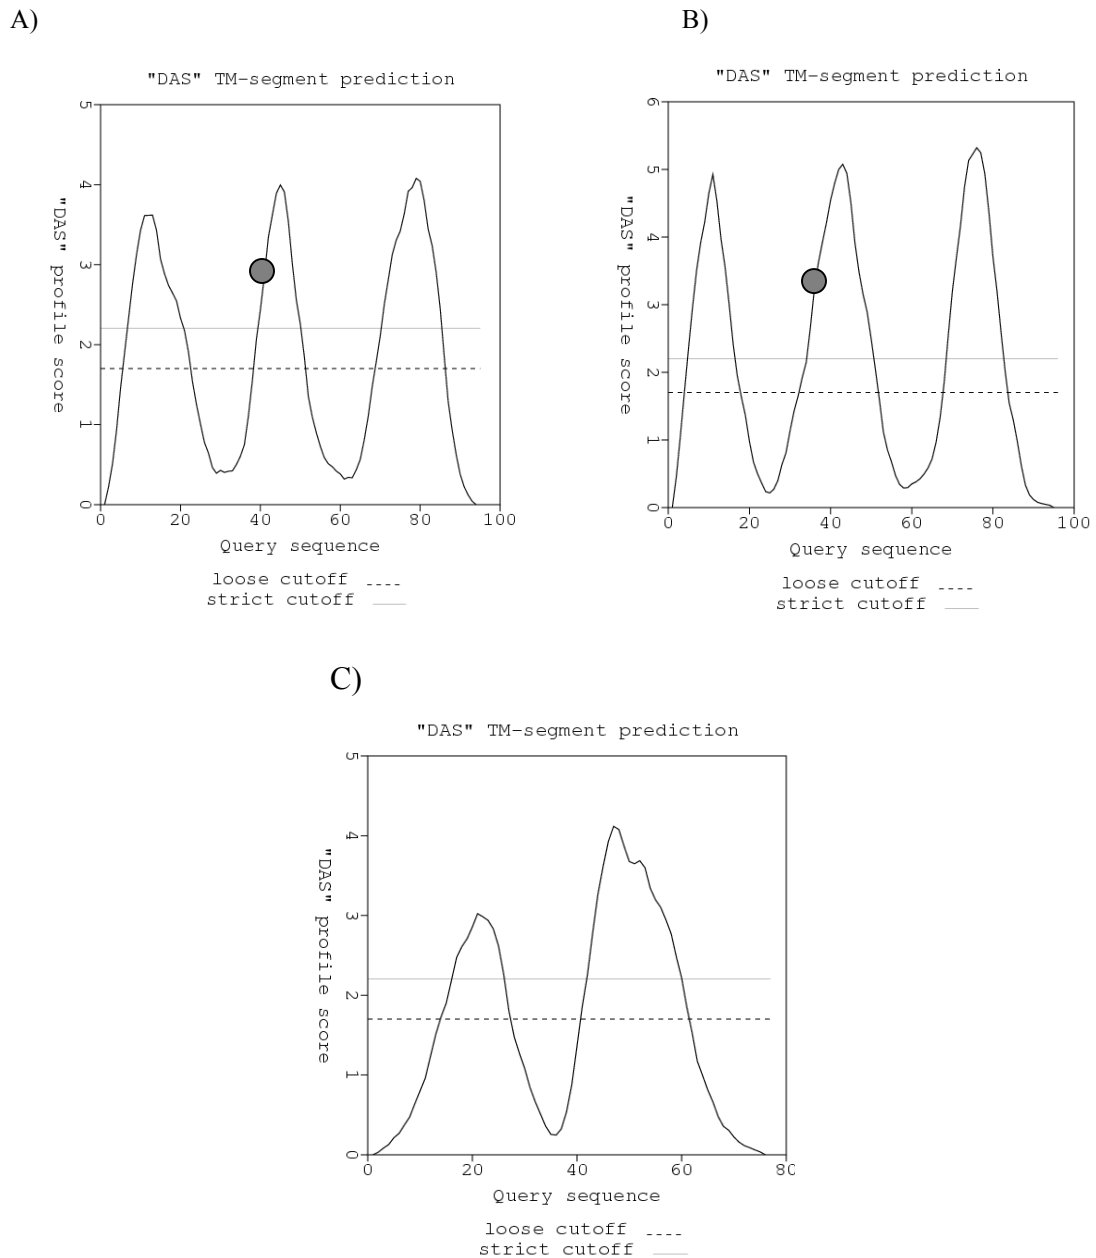 A)
B)
"DAS" TM-segment prediction
5
4
3
2
1
0
"DAS" profile score
0 20 40 60 80 100
Query sequence
loose cutoff ----
strict cutoff
"DAS" TM-segment prediction
6
5
4
3
2
1
0
"DAS" profile score
0 20 40 60 80 100
Query sequence
loose cutoff ----
strict cutoff
C)
"DAS" TM-segment prediction
5
4
3
2
1
0
"DAS" profile score
0 20 40 60 80
Query sequence
loose cutoff ----
strict cutoff